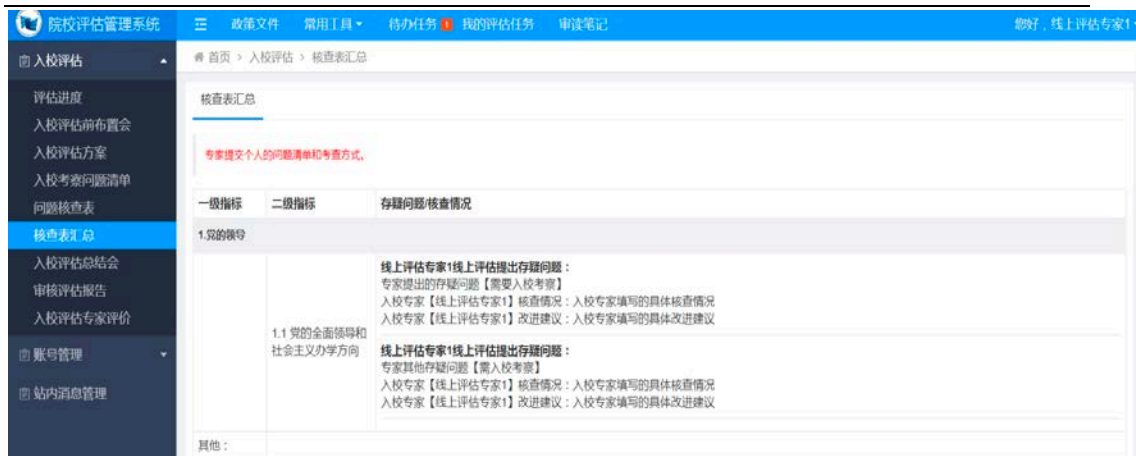 院校评估管理系统
政策文件 常用工具 待办任务 我的评估任务 审读笔记
您好，线上评估专家1
入校评估
首页 > 入校评估 > 核查表汇总
评估进度
入校评估前布置会
入校评估方案
入校考察问题清单
问题核查表
核查表汇总
入校评估总结会
审核评估报告
入校评估专家评价
账号管理
站内消息管理
核查表汇总
专家提交个人的问题清单和考查方式。
一级指标 二级指标 存疑问题/核查情况
1.党的领导
1.1 党的全面领导和
社会主义办学方向
线上评估专家1线上评估提出存疑问题：
专家提出的存疑问题【需要入校考察】
入校专家【线上评估专家1】核查情况：入校专家填写的具体核查情况
入校专家【线上评估专家1】改进建议：入校专家填写的具体改进建议
线上评估专家1线上评估提出存疑问题：
专家其他存疑问题【需入校考察】
入校专家【线上评估专家1】核查情况：入校专家填写的具体核查情况
入校专家【线上评估专家1】改进建议：入校专家填写的具体改进建议
其他：